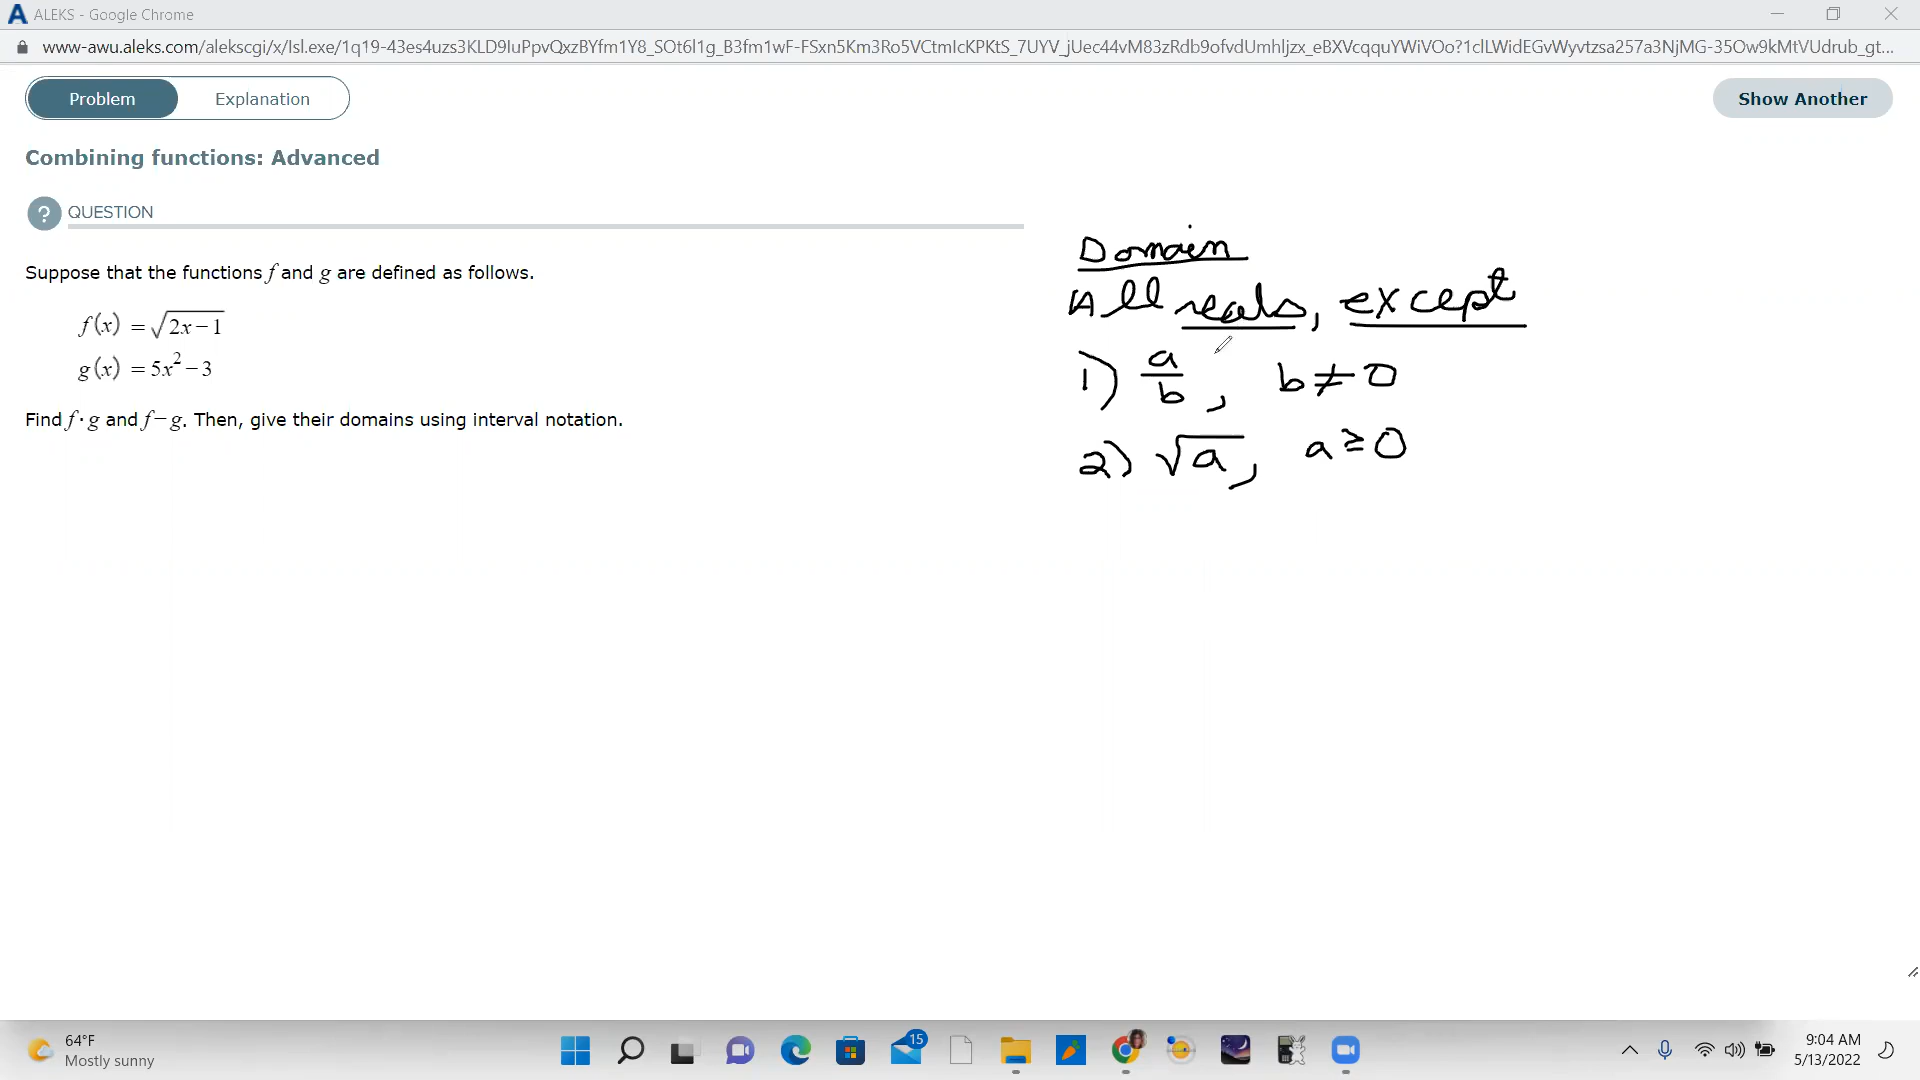 ALEKS - Google Chrome
www-awu.aleks.com/alekscgi/x/Isl.exe/1q19-43es4uzs3KLD9IuPpvQxzBYfm1Y8_SOt6l1g_B3fm1wF-FSxn5Km3Ro5VCtmIcKPKtS_7UYV_jUec44vM83zRdb9ofvdUmhljzx_eBXVcqquYWiVOo?1clLWidEGvWyvtzsa257a3NjMG-35Ow9kMtVUdrub_gt...
Problem Explanation Show Another
Combining functions: Advanced
? QUESTION
Suppose that the functions f and g are defined as follows.
f(x) = √(2x−1)
g(x) = 5x² − 3
Find f·g and f−g. Then, give their domains using interval notation.
Domain
All reals, except
1) a/b, b≠0
2) √a, a≥0
64°F
Mostly sunny
15
9:04 AM
5/13/2022